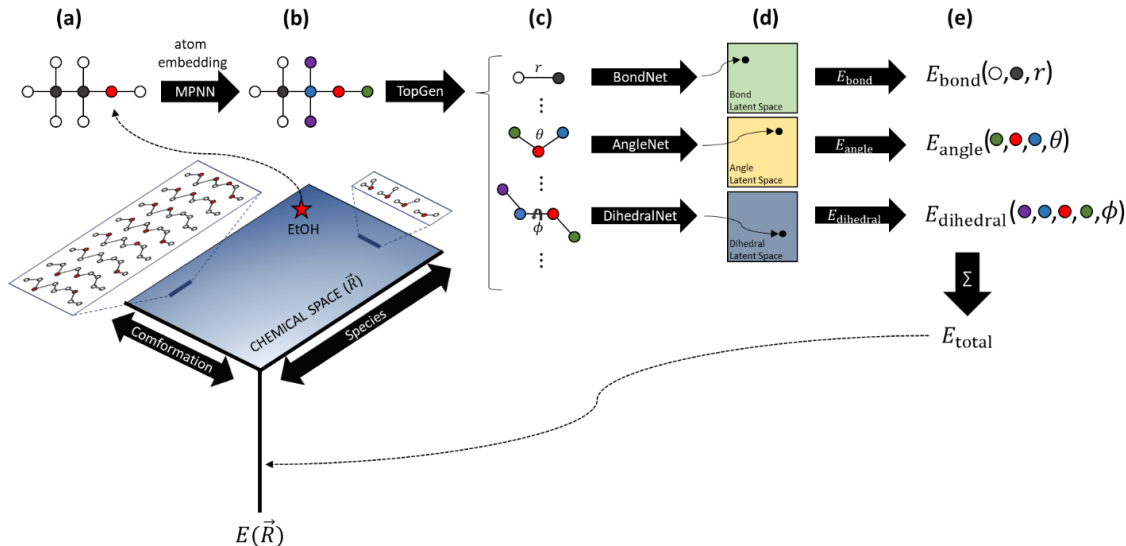 (a)
(b)
(c)
(d)
(e)
atom
embedding
MPNN
TopGen
r
BondNet
Bond
Latent Space
E_bond
E_bond(○,●,r)
⋮
θ
AngleNet
Angle
Latent Space
E_angle
E_angle(●,●,●,θ)
⋮
ϕ
DihedralNet
Dihedral
Latent Space
E_dihedral
E_dihedral(●,●,●,●,ϕ)
⋮
EtOH
CHEMICAL SPACE (R⃗)
Comformation
Species
Σ
E_total
E(R⃗)